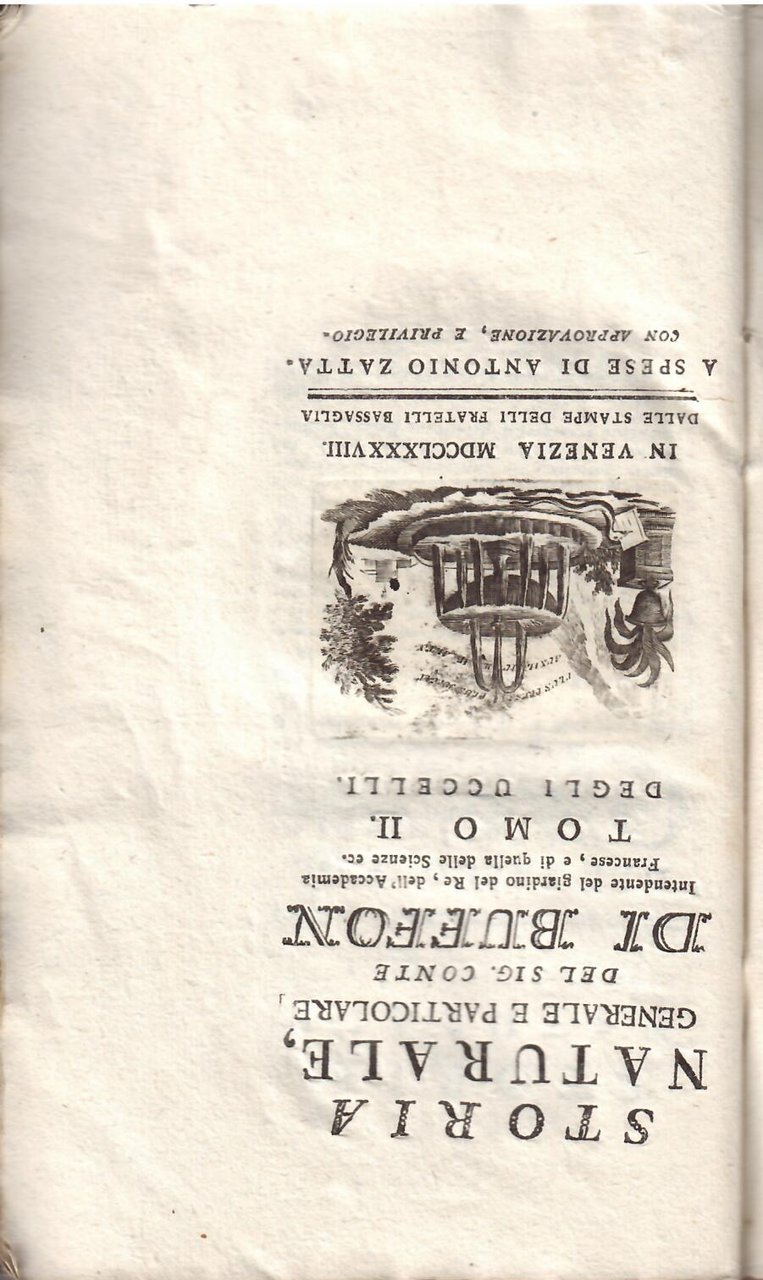 STORIA
NATURALE,
GENERALE E PARTICOLARE,
DEL SIG. CONTE
DI BUFFON
Intendente del giardino del Re, dell' Accademia
Francese, e di quella delle Scienze ec.
TOMO II.
DEGLI UCCELLI.
IN VENEZIA MDCCLXXXVIII.
DALLE STAMPE DELLI FRATELLI BASSAGLIA
A SPESE DI ANTONIO ZATTA.
CON APPROVAZIONE, E PRIVILEGIO.